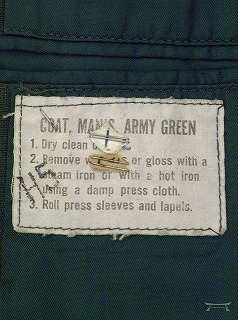 COAT, MAN'S, ARMY GREEN
1. Dry clean
2. Remove or gloss with a
steam iron or with a hot iron
using a damp press cloth.
3. Roll press sleeves and lapels.